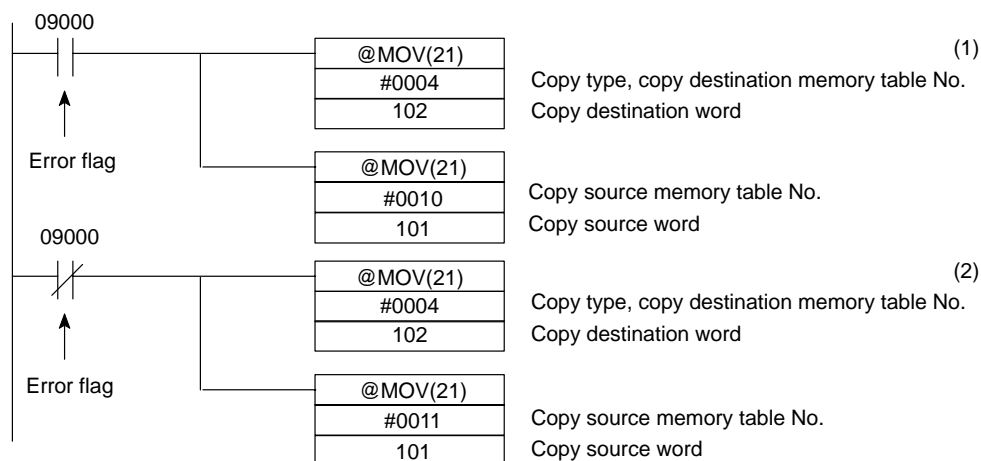 09000
@MOV(21) (1)
#0004 Copy type, copy destination memory table No.
102 Copy destination word
Error flag
@MOV(21)
#0010 Copy source memory table No.
101 Copy source word
09000
@MOV(21) (2)
#0004 Copy type, copy destination memory table No.
102 Copy destination word
Error flag
@MOV(21)
#0011 Copy source memory table No.
101 Copy source word